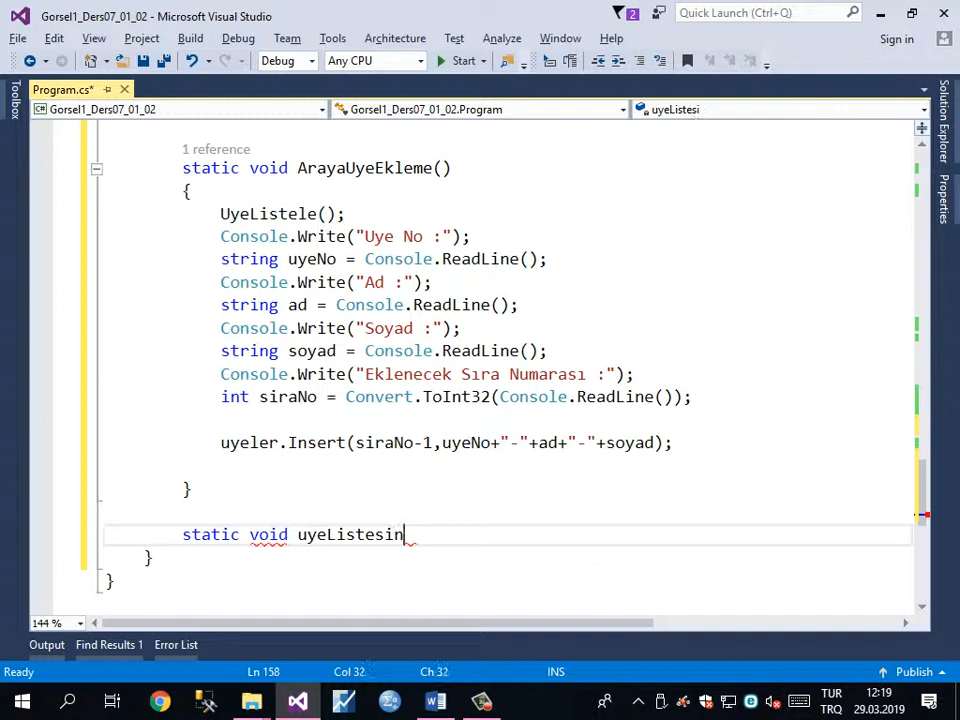 Gorsel1_Ders07_01_02 - Microsoft Visual Studio
2
Quick Launch (Ctrl+Q)
File Edit View Project Build Debug Team Tools Architecture Test Analyze Window Help
Sign in
Debug Any CPU Start
Toolbox
Program.cs*
Solution Explorer
Properties
Gorsel1_Ders07_01_02 Gorsel1_Ders07_01_02.Program uyeListesi
1 reference
static void ArayaUyeEkleme()
{
UyeListele();
Console.Write("Uye No :");
string uyeNo = Console.ReadLine();
Console.Write("Ad :");
string ad = Console.ReadLine();
Console.Write("Soyad :");
string soyad = Console.ReadLine();
Console.Write("Eklenecek Sıra Numarası :");
int siraNo = Convert.ToInt32(Console.ReadLine());
uyeler.Insert(siraNo-1,uyeNo+"-"+ad+"-"+soyad);
}
static void uyeListesin
}
}
144 %
Output Find Results 1 Error List
Ready Ln 158 Col 32 Ch 32 INS Publish
TUR 12:19
TRQ 29.03.2019